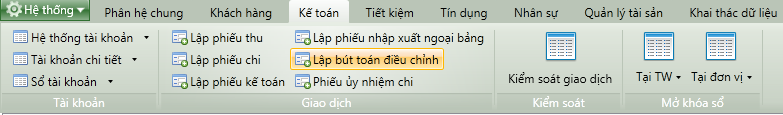 Hệ thống Phân hệ chung Khách hàng Kế toán Tiết kiệm Tín dụng Nhân sự Quản lý tài sản Khai thác dữ liệu
Hệ thống tài khoản
Tài khoản chi tiết
Sổ tài khoản
Tài khoản
Lập phiếu thu
Lập phiếu chi
Lập phiếu kế toán
Lập phiếu nhập xuất ngoại bảng
Lập bút toán điều chỉnh
Phiếu ủy nhiệm chi
Giao dịch
Kiểm soát giao dịch
Kiểm soát
Tại TW
Tại đơn vị
Mở khóa sổ